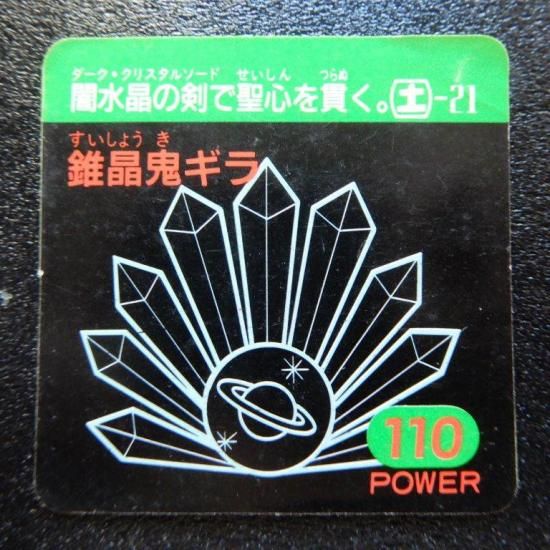 ダーク・クリスタルソード せいしん つらぬ
闇水晶の剣で聖心を貫く。土-21
すいしょうき
錐晶鬼ギラ
110
POWER